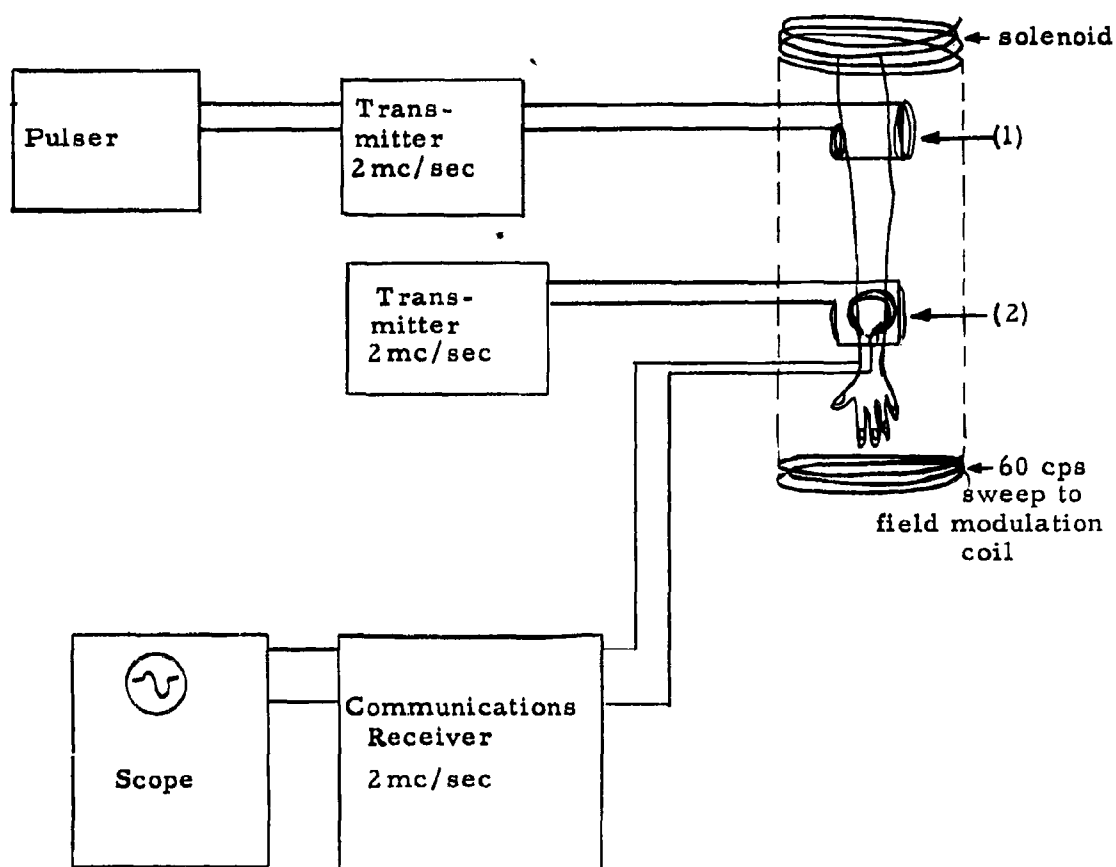 solenoid
Pulser
Trans-
mitter
2 mc/sec
(1)
Trans-
mitter
2 mc/sec
(2)
60 cps
sweep to
field modulation
coil
Communications
Receiver
2 mc/sec
Scope